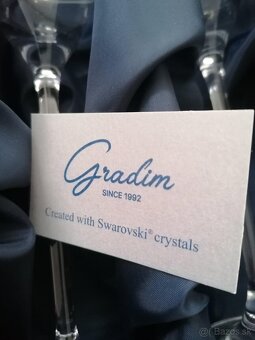 Gradim
SINCE 1992
Created with Swarovski® crystals
Bazos.sk